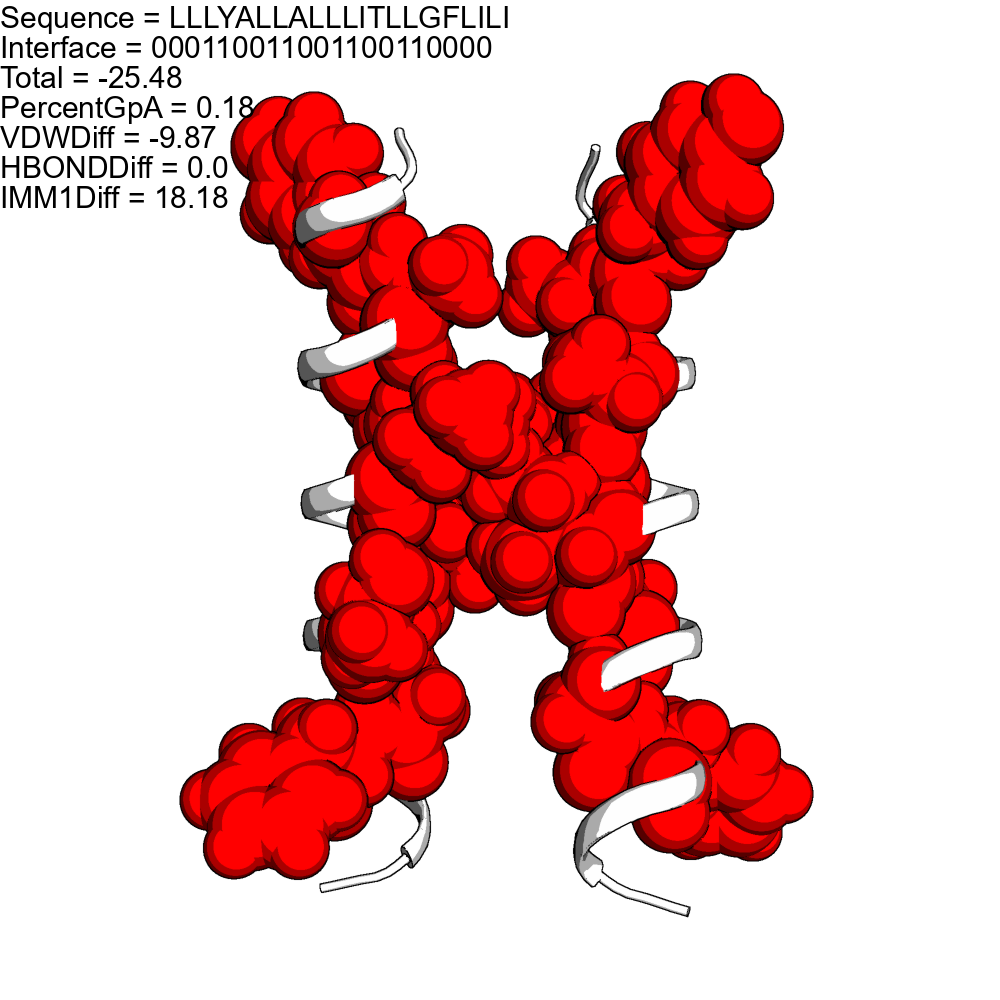 Sequence = LLLYALLALLLITLLGFLILI
Interface = 000110011001100110000
Total = -25.48
PercentGpA = 0.18
VDWDiff = -9.87
HBONDDiff = 0.0
IMM1Diff = 18.18